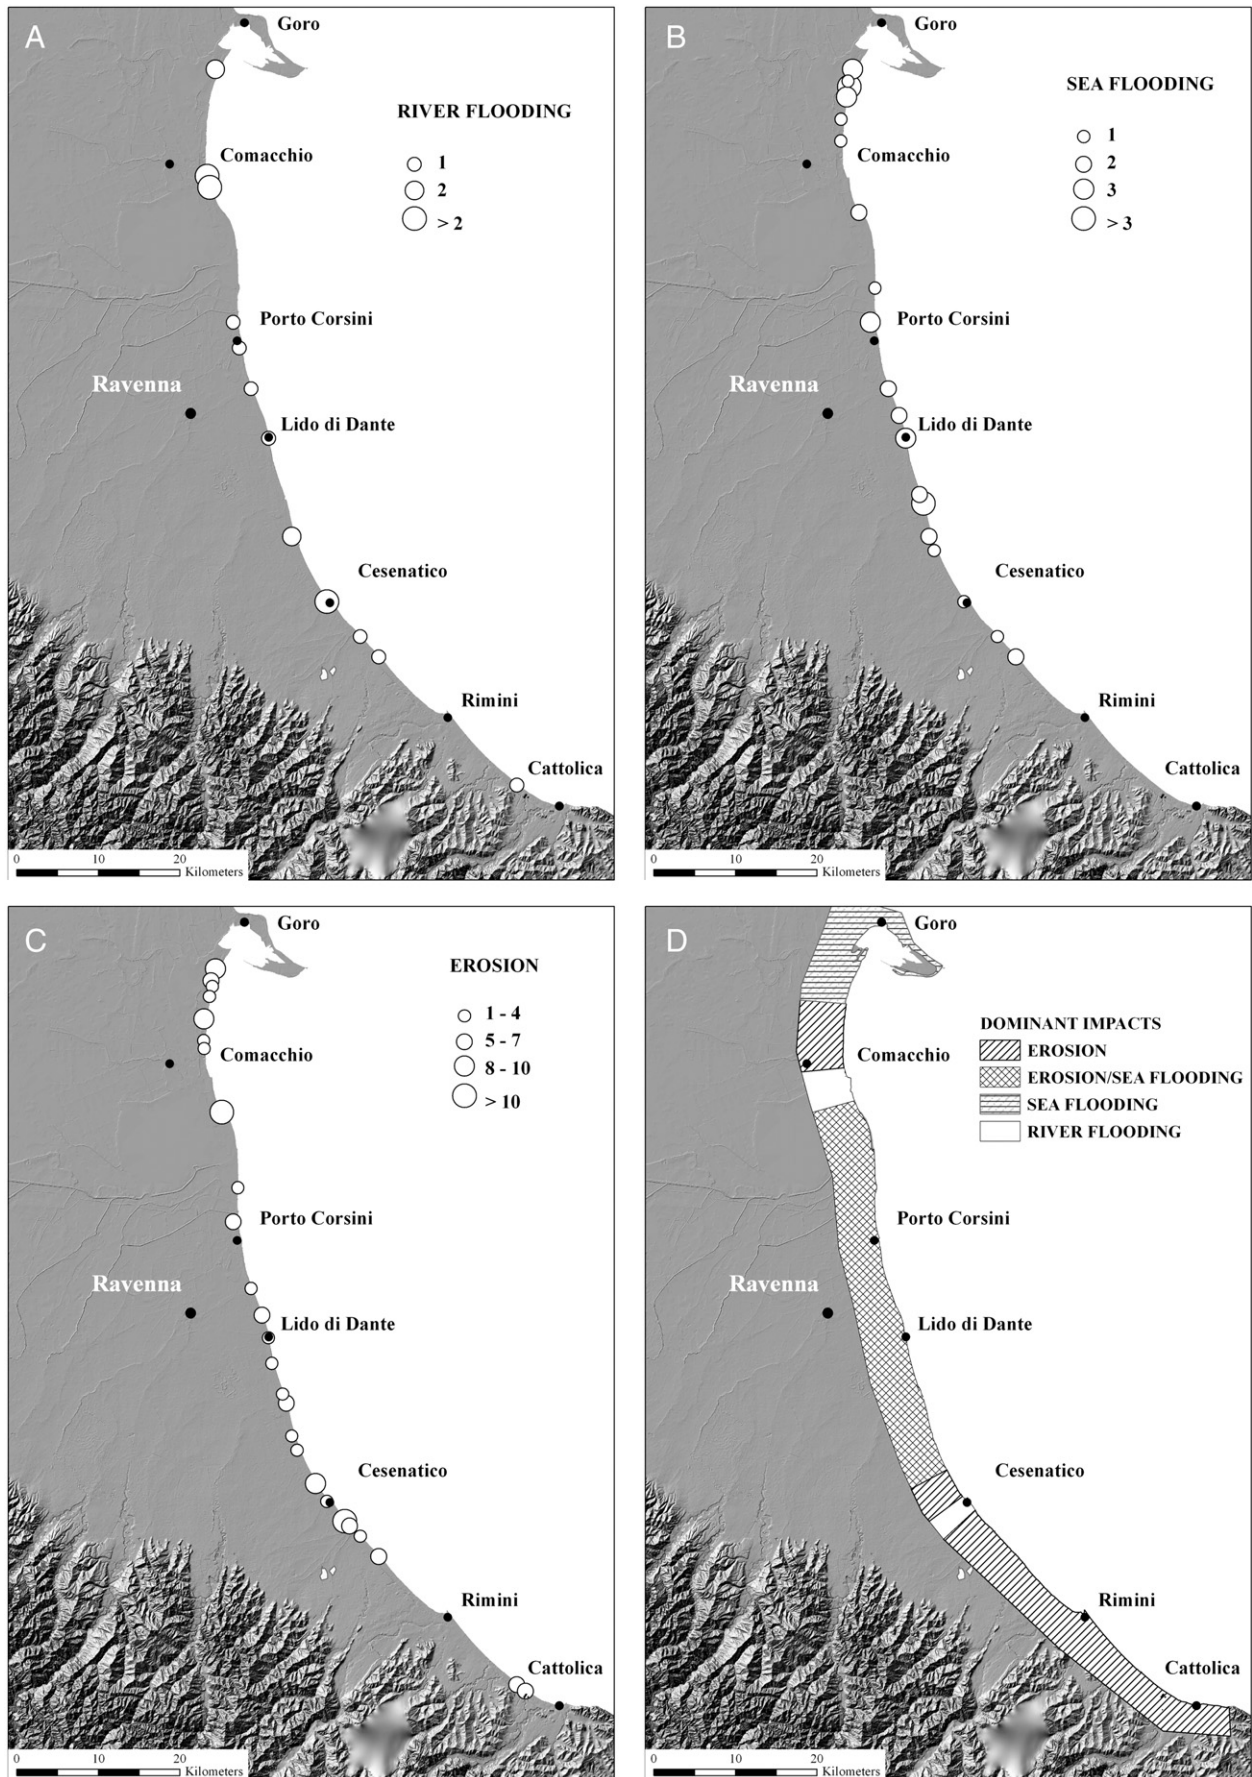 A
Goro
RIVER FLOODING
1
2
> 2
Comacchio
Porto Corsini
Ravenna
Lido di Dante
Cesenatico
Rimini
Cattolica
0 10 20
Kilometers
B
Goro
SEA FLOODING
1
2
3
> 3
Comacchio
Porto Corsini
Ravenna
Lido di Dante
Cesenatico
Rimini
Cattolica
0 10 20
Kilometers
C
Goro
EROSION
1 - 4
5 - 7
8 - 10
> 10
Comacchio
Porto Corsini
Ravenna
Lido di Dante
Cesenatico
Rimini
Cattolica
0 10 20
Kilometers
D
Goro
DOMINANT IMPACTS
EROSION
EROSION/SEA FLOODING
SEA FLOODING
RIVER FLOODING
Comacchio
Porto Corsini
Ravenna
Lido di Dante
Cesenatico
Rimini
Cattolica
0 10 20
Kilometers